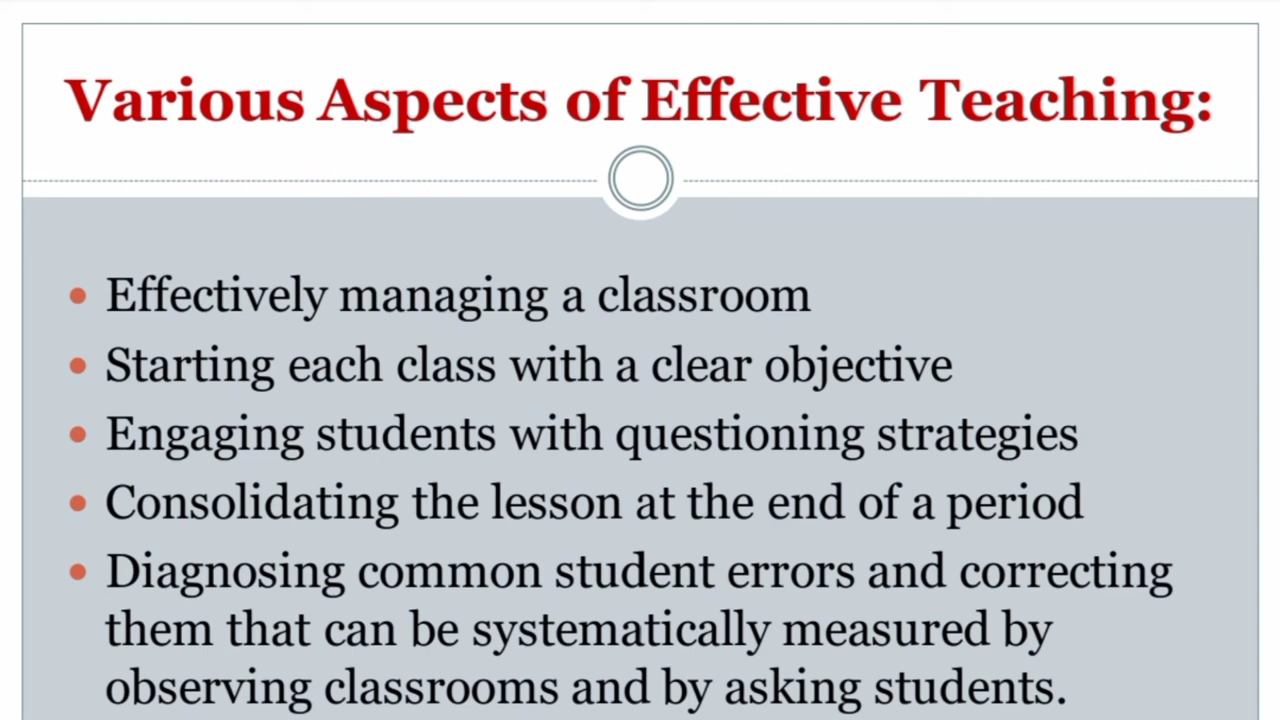 Various Aspects of Effective Teaching:
• Effectively managing a classroom
• Starting each class with a clear objective
• Engaging students with questioning strategies
• Consolidating the lesson at the end of a period
• Diagnosing common student errors and correcting
them that can be systematically measured by
observing classrooms and by asking students.